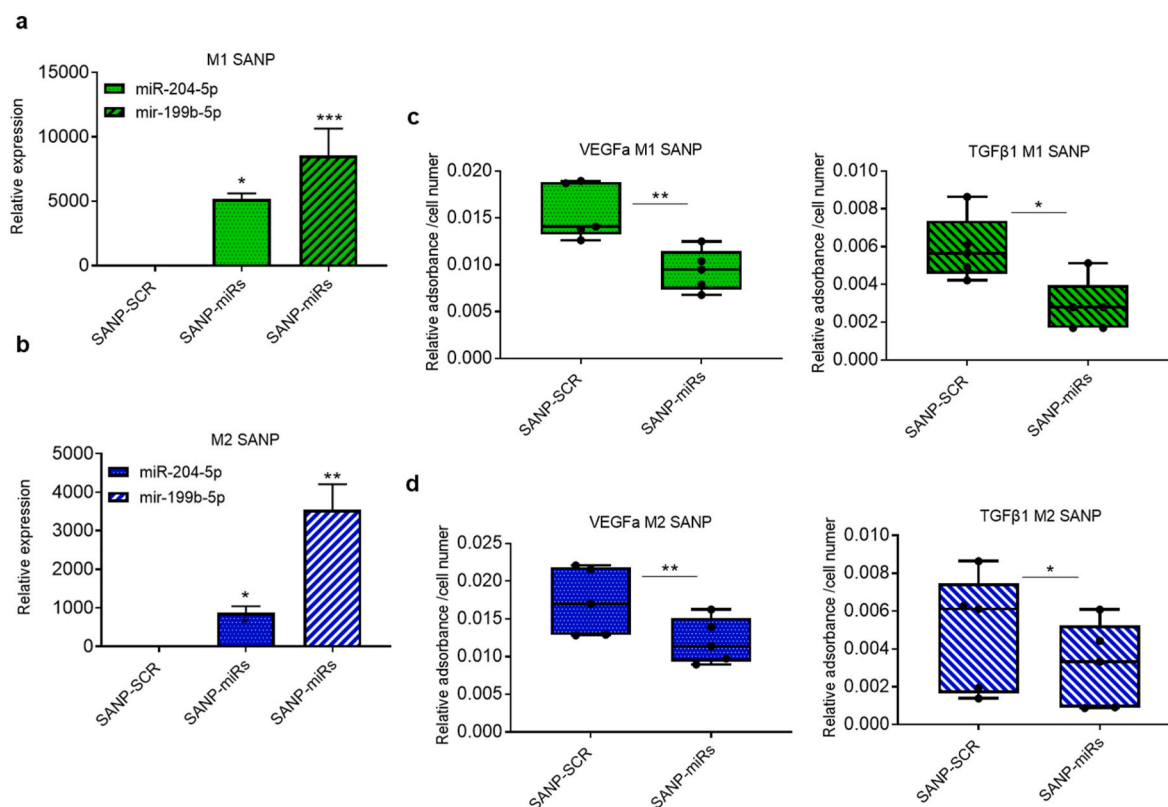 a
M1 SANP
15000
10000
5000
0
Relative expression
miR-204-5p
mir-199b-5p
*
***
SANP-SCR
SANP-miRs
SANP-miRs
b
M2 SANP
5000
4000
3000
2000
1000
0
Relative expression
miR-204-5p
mir-199b-5p
*
**
SANP-SCR
SANP-miRs
SANP-miRs
c
VEGFa M1 SANP
0.020
0.015
0.010
0.005
0.000
Relative adsorbance /cell numer
**
SANP-SCR
SANP-miRs
TGFβ1 M1 SANP
0.010
0.008
0.006
0.004
0.002
0.000
Relative adsorbance /cell numer
*
SANP-SCR
SANP-miRs
d
VEGFa M2 SANP
0.025
0.020
0.015
0.010
0.005
0.000
Relative adsorbance /cell numer
**
SANP-SCR
SANP-miRs
TGFβ1 M2 SANP
0.010
0.008
0.006
0.004
0.002
0.000
Relative adsorbance /cell numer
*
SANP-SCR
SANP-miRs